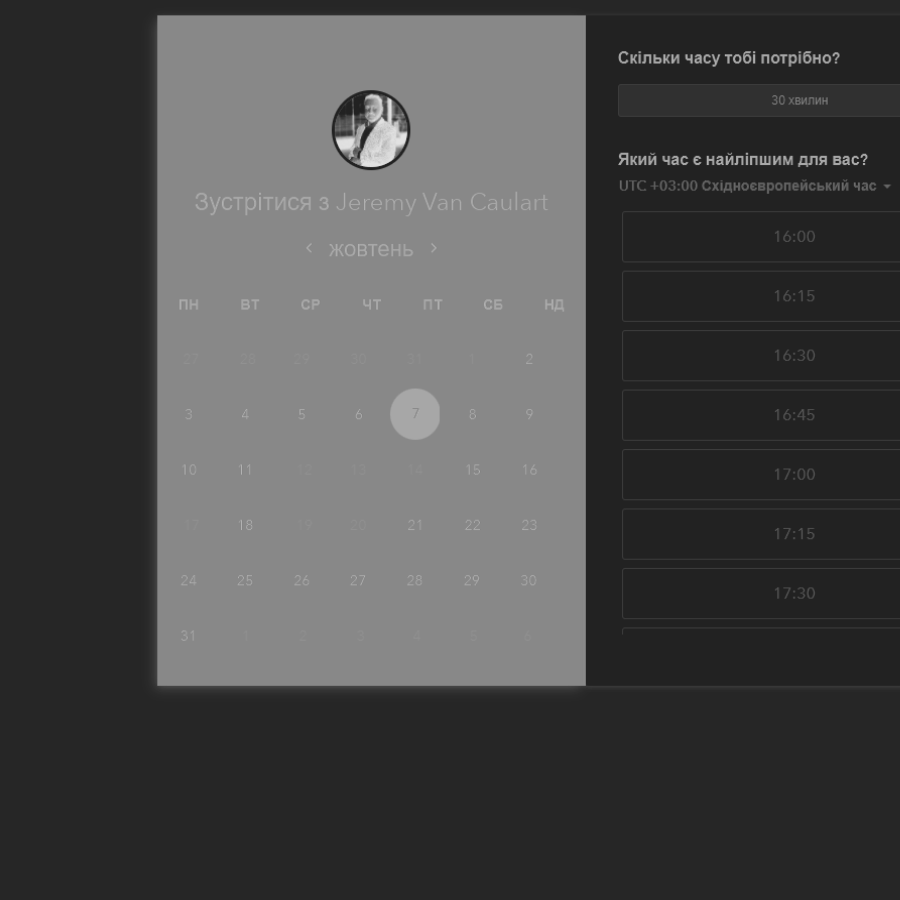 Зустрітися з Jeremy Van Caulart
жовтень
ПН ВТ СР ЧТ ПТ СБ НД
27 28 29 30 31 1 2
3 4 5 6 7 8 9
10 11 12 13 14 15 16
17 18 19 20 21 22 23
24 25 26 27 28 29 30
31 1 2 3 4 5 6
Скільки часу тобі потрібно?
30 хвилин
Який час є найліпшим для вас?
UTC +03:00 Східноєвропейський час
16:00
16:15
16:30
16:45
17:00
17:15
17:30